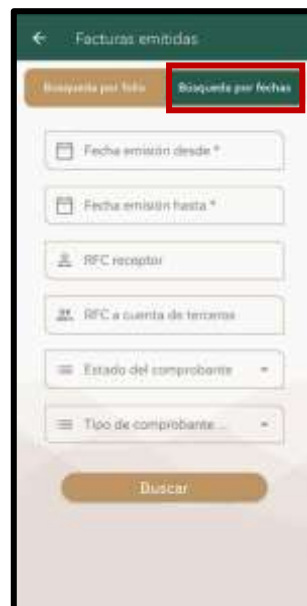 Facturas emitidas
Búsqueda por folio
Búsqueda por fechas
Fecha emisión desde *
Fecha emisión hasta *
RFC receptor
RFC a cuenta de terceros
Estado del comprobante
Tipo de comprobante ...
Buscar